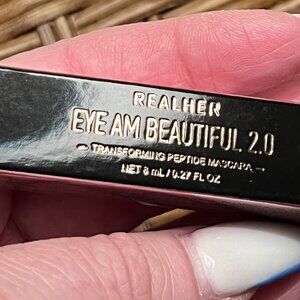 REALHER
EYE AM BEAUTIFUL 2.0
— TRANSFORMING PEPTIDE MASCARA —
NET 8 mL / 0.27 FL OZ